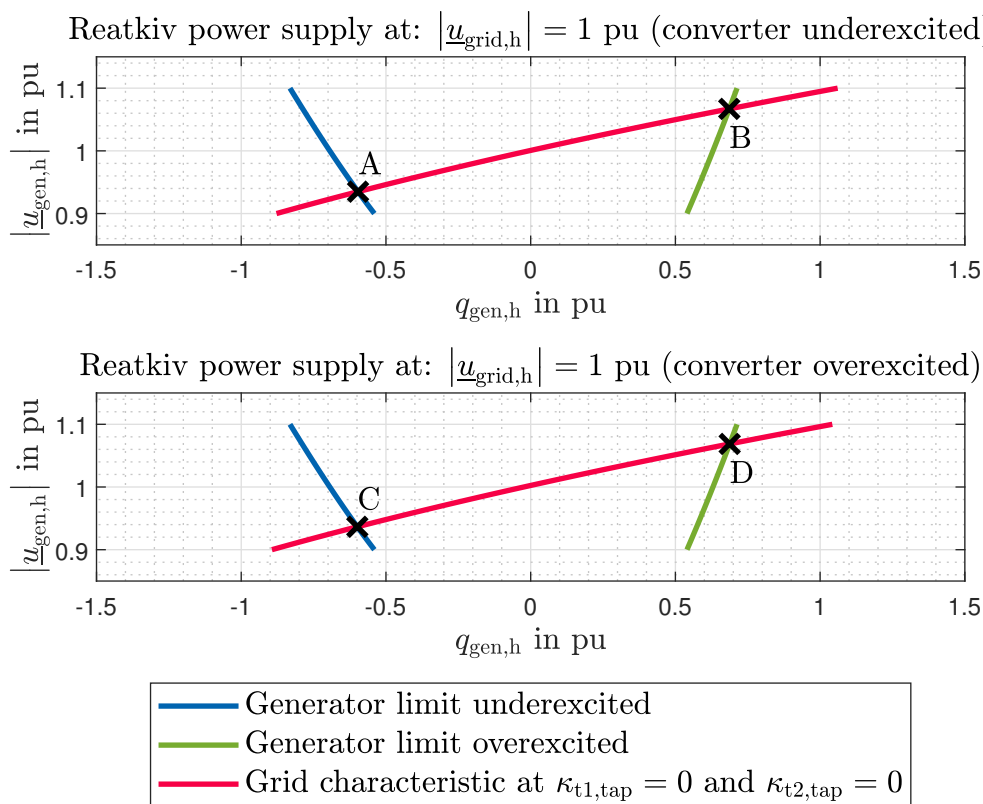 Reatkiv power supply at: |u_grid,h| = 1 pu (converter underexcited)
|u_gen,h| in pu
1.1
1
0.9
A
B
-1.5 -1 -0.5 0 0.5 1 1.5
q_gen,h in pu
Reatkiv power supply at: |u_grid,h| = 1 pu (converter overexcited)
|u_gen,h| in pu
1.1
1
0.9
C
D
-1.5 -1 -0.5 0 0.5 1 1.5
q_gen,h in pu
Generator limit underexcited
Generator limit overexcited
Grid characteristic at κ_t1,tap = 0 and κ_t2,tap = 0